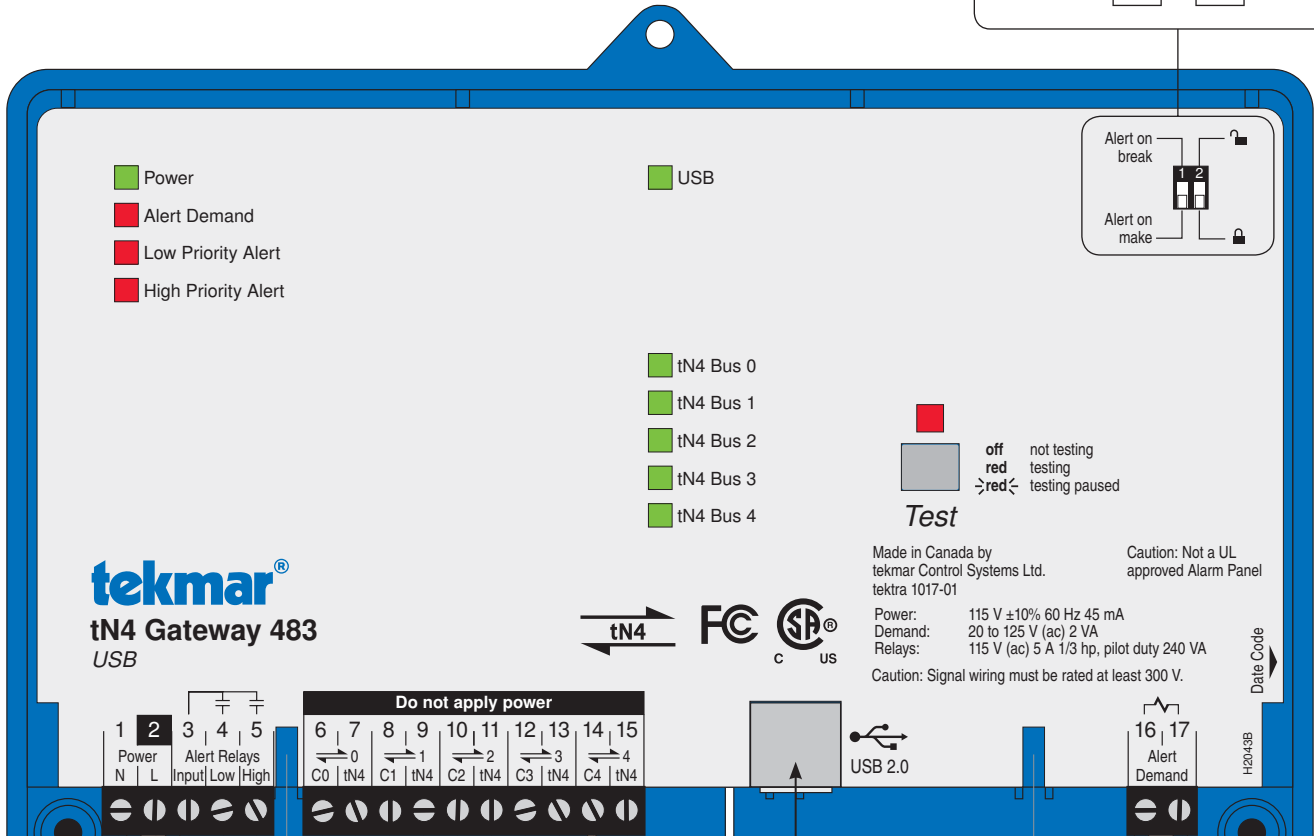 Alert on
break
1 2
Alert on
make
Power
Alert Demand
Low Priority Alert
High Priority Alert
USB
tN4 Bus 0
tN4 Bus 1
tN4 Bus 2
tN4 Bus 3
tN4 Bus 4
off not testing
red testing
red testing paused
Test
Made in Canada by
tekmar Control Systems Ltd.
tektra 1017-01
Caution: Not a UL
approved Alarm Panel
Power: 115 V ±10% 60 Hz 45 mA
Demand: 20 to 125 V (ac) 2 VA
Relays: 115 V (ac) 5 A 1/3 hp, pilot duty 240 VA
Caution: Signal wiring must be rated at least 300 V.
Date Code
H2043B
tekmar®
tN4 Gateway 483
USB
tN4
FC
C SA ® US
Do not apply power
1 2 3 4 5
Power
N L
Alert Relays
Input Low High
6 7 8 9 10 11 12 13 14 15
0 1 2 3 4
C0 tN4 C1 tN4 C2 tN4 C3 tN4 C4 tN4
USB 2.0
16 17
Alert
Demand